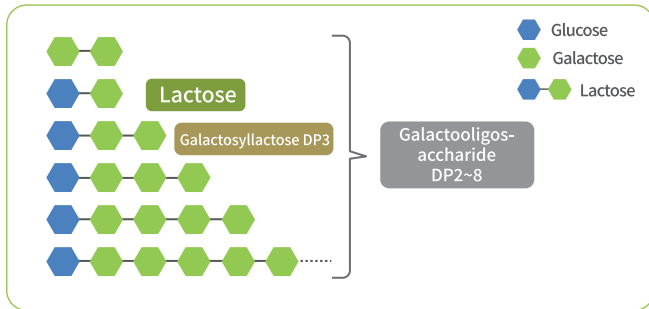 Glucose
Galactose
Lactose
Lactose
Galactosyllactose DP3
Galactooligos-
accharide
DP2~8